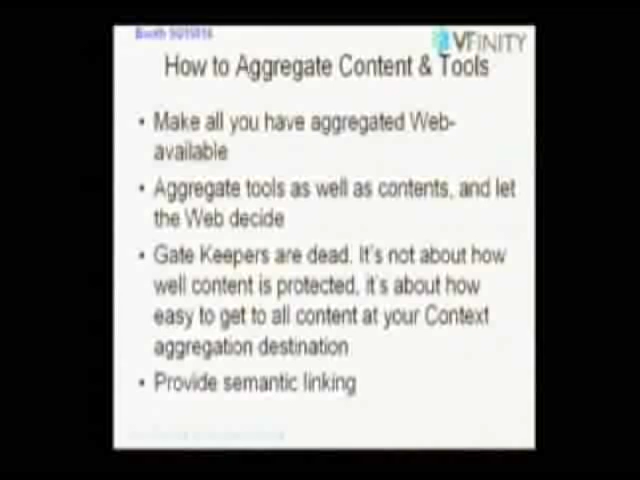 Booth
VFINITY
How to Aggregate Content & Tools
• Make all you have aggregated Web-
available
• Aggregate tools as well as contents, and let
the Web decide
• Gate Keepers are dead. It's not about how
well content is protected, it's about how
easy to get to all content at your Context
aggregation destination
• Provide semantic linking